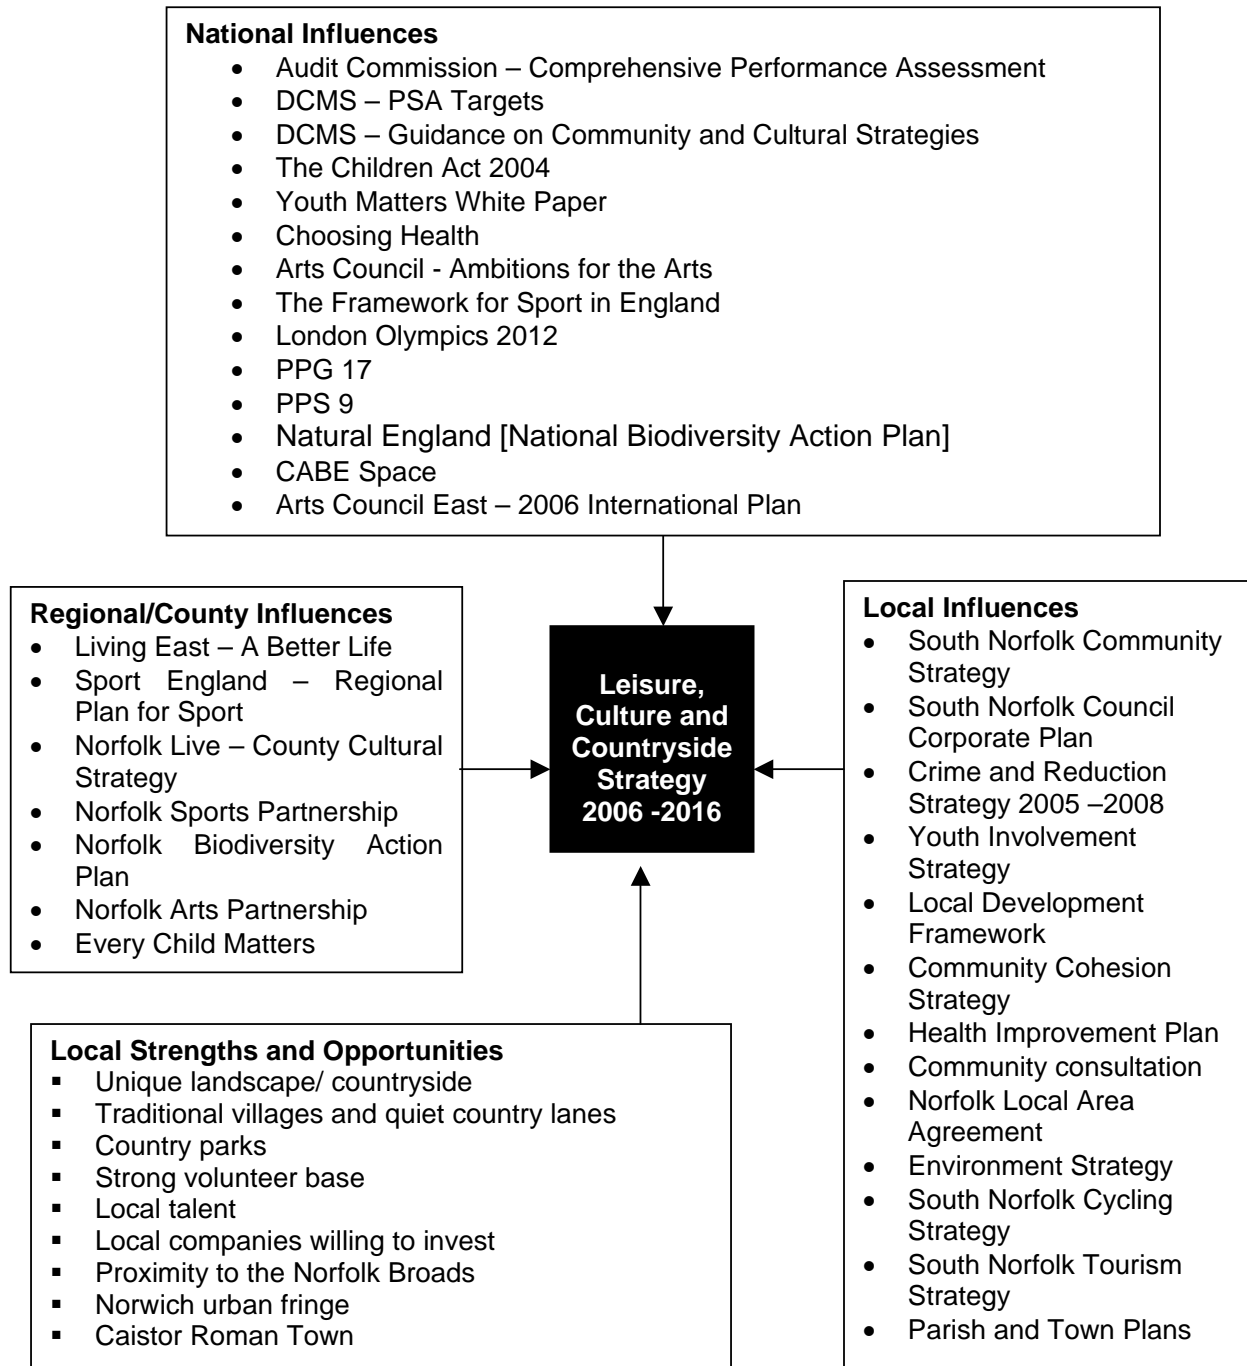 National Influences
• Audit Commission – Comprehensive Performance Assessment
• DCMS – PSA Targets
• DCMS – Guidance on Community and Cultural Strategies
• The Children Act 2004
• Youth Matters White Paper
• Choosing Health
• Arts Council - Ambitions for the Arts
• The Framework for Sport in England
• London Olympics 2012
• PPG 17
• PPS 9
• Natural England [National Biodiversity Action Plan]
• CABE Space
• Arts Council East – 2006 International Plan
Regional/County Influences
• Living East – A Better Life
• Sport England – Regional
Plan for Sport
• Norfolk Live – County Cultural
Strategy
• Norfolk Sports Partnership
• Norfolk Biodiversity Action
Plan
• Norfolk Arts Partnership
• Every Child Matters
Leisure,
Culture and
Countryside
Strategy
2006 -2016
Local Influences
• South Norfolk Community
Strategy
• South Norfolk Council
Corporate Plan
• Crime and Reduction
Strategy 2005 –2008
• Youth Involvement
Strategy
• Local Development
Framework
• Community Cohesion
Strategy
• Health Improvement Plan
• Community consultation
• Norfolk Local Area
Agreement
• Environment Strategy
• South Norfolk Cycling
Strategy
• South Norfolk Tourism
Strategy
• Parish and Town Plans
Local Strengths and Opportunities
▪ Unique landscape/ countryside
▪ Traditional villages and quiet country lanes
▪ Country parks
▪ Strong volunteer base
▪ Local talent
▪ Local companies willing to invest
▪ Proximity to the Norfolk Broads
▪ Norwich urban fringe
▪ Caistor Roman Town